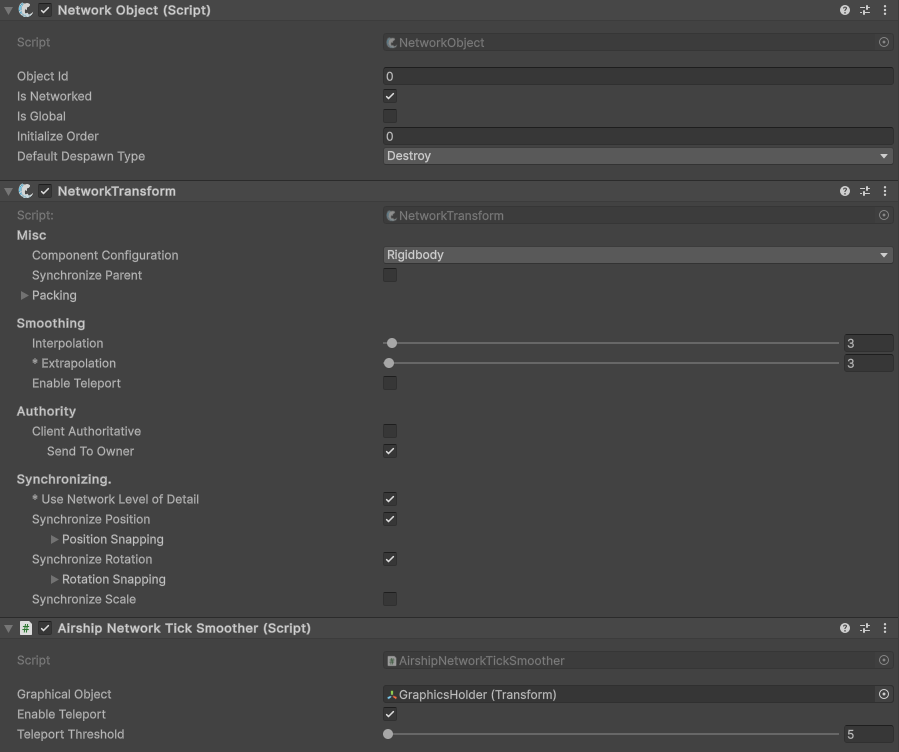 Network Object (Script)
Script NetworkObject
Object Id 0
Is Networked
Is Global
Initialize Order 0
Default Despawn Type Destroy
NetworkTransform
Script: NetworkTransform
Misc
Component Configuration Rigidbody
Synchronize Parent
Packing
Smoothing
Interpolation 3
* Extrapolation 3
Enable Teleport
Authority
Client Authoritative
Send To Owner
Synchronizing.
* Use Network Level of Detail
Synchronize Position
Position Snapping
Synchronize Rotation
Rotation Snapping
Synchronize Scale
# Airship Network Tick Smoother (Script)
Script # AirshipNetworkTickSmoother
Graphical Object GraphicsHolder (Transform)
Enable Teleport
Teleport Threshold 5